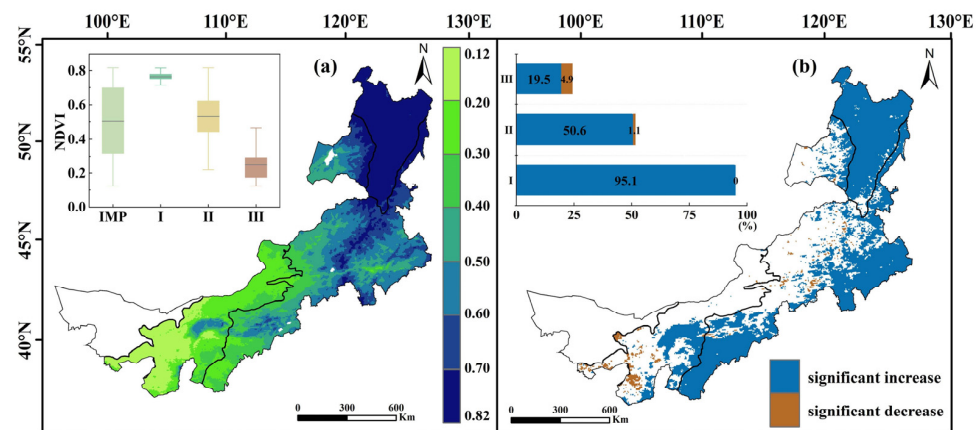 100°E 110°E 120°E 130°E
100°E 110°E 120°E 130°E
55°N
50°N
45°N
40°N
(a)
N
NDVI
0.8
0.6
0.4
0.2
0.0
IMP I II III
0.12
0.20
0.30
0.40
0.50
0.60
0.70
0.82
0 300 600
Km
(b)
N
III 19.5 4.9
II 50.6 1.1
I 95.1 0
0 25 50 75 100
(%)
significant increase
significant decrease
0 300 600
Km